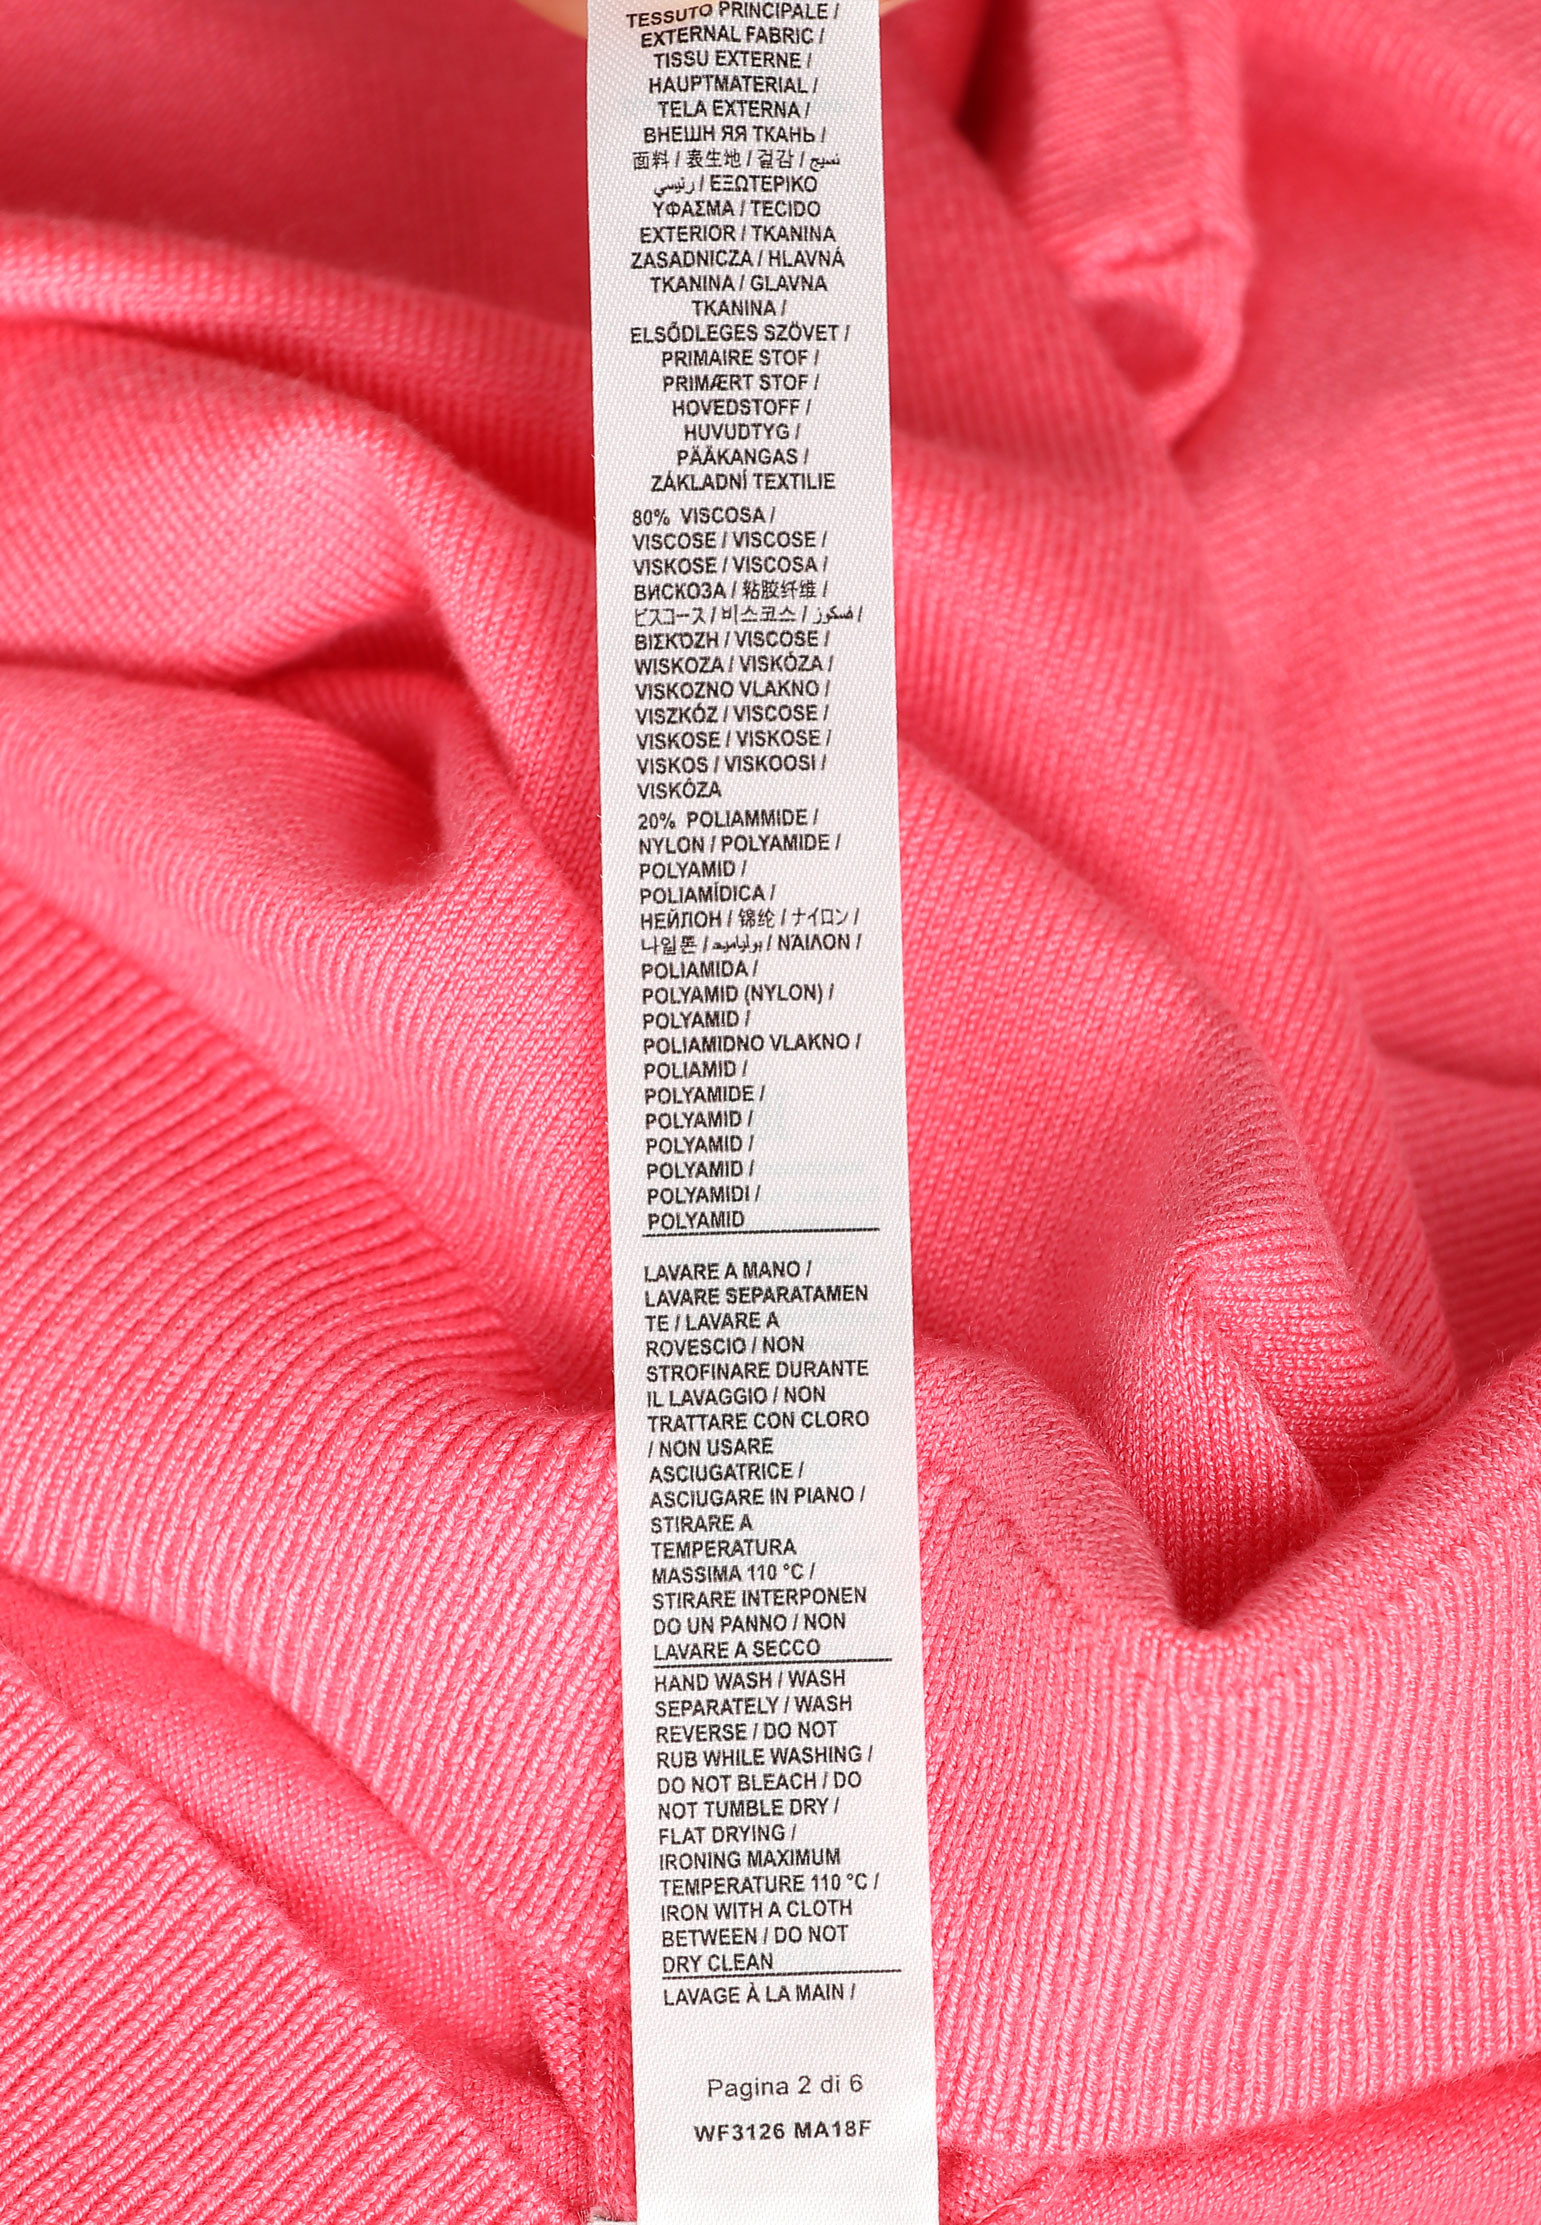 TESSUTO PRINCIPALE /
EXTERNAL FABRIC /
TISSU EXTERNE /
HAUPTMATERIAL /
TELA EXTERNA /
ВНЕШН ЯЯ ТКАНЬ /
面料 / 表生地 / 겉감 / نسيج
رئيسي / ΕΞΩΤΕΡΙΚΟ
ΥΦΑΣΜΑ / TECIDO
EXTERIOR / TKANINA
ZASADNICZA / HLAVNÁ
TKANINA / GLAVNA
TKANINA /
ELSŐDLEGES SZÖVET /
PRIMAIRE STOF /
PRIMÆRT STOF /
HOVEDSTOFF /
HUVUDTYG /
PÄÄKANGAS /
ZÁKLADNÍ TEXTILIE
80% VISCOSA /
VISCOSE / VISCOSE /
VISKOSE / VISCOSA /
ВИСКОЗА / 粘胶纤维 /
ビスコース / 비스코스 / فسكوز /
ΒΙΣΚΌΖΗ / VISCOSE /
WISKOZA / VISKÓZA /
VISKOZNO VLAKNO /
VISZKÓZ / VISCOSE /
VISKOSE / VISKOSE /
VISKOS / VISKOOSI /
VISKÓZA
20% POLIAMMIDE /
NYLON / POLYAMIDE /
POLYAMID /
POLIAMÍDICA /
НЕЙЛОН / 锦纶 / ナイロン /
나일론 / بولياميد / ΝΆΙΛΟΝ /
POLIAMIDA /
POLYAMID (NYLON) /
POLYAMID /
POLIAMIDNO VLAKNO /
POLIAMID /
POLYAMIDE /
POLYAMID /
POLYAMID /
POLYAMID /
POLYAMIDI /
POLYAMID
LAVARE A MANO /
LAVARE SEPARATAMEN
TE / LAVARE A
ROVESCIO / NON
STROFINARE DURANTE
IL LAVAGGIO / NON
TRATTARE CON CLORO
/ NON USARE
ASCIUGATRICE /
ASCIUGARE IN PIANO /
STIRARE A
TEMPERATURA
MASSIMA 110 °C /
STIRARE INTERPONEN
DO UN PANNO / NON
LAVARE A SECCO
HAND WASH / WASH
SEPARATELY / WASH
REVERSE / DO NOT
RUB WHILE WASHING /
DO NOT BLEACH / DO
NOT TUMBLE DRY /
FLAT DRYING /
IRONING MAXIMUM
TEMPERATURE 110 °C /
IRON WITH A CLOTH
BETWEEN / DO NOT
DRY CLEAN
LAVAGE À LA MAIN /
Pagina 2 di 6
WF3126 MA18F